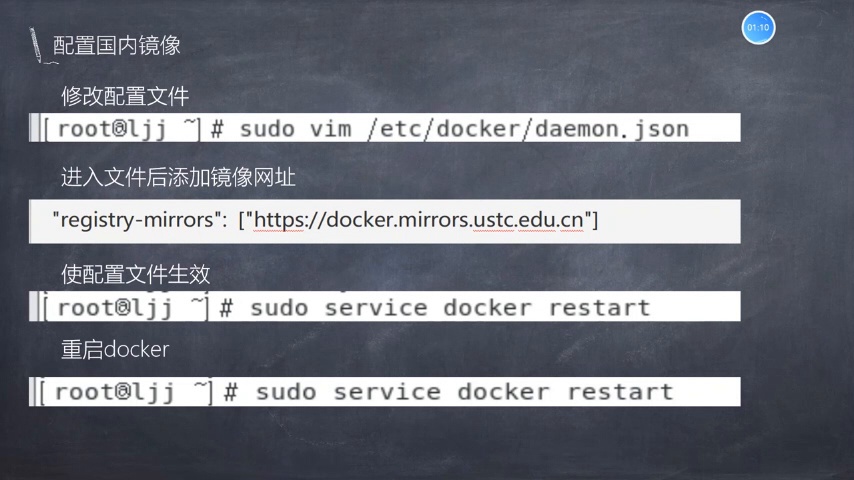 配置国内镜像
01:10
修改配置文件
[ root@ljj ~] # sudo vim /etc/docker/daemon.json
进入文件后添加镜像网址
"registry-mirrors": ["https://docker.mirrors.ustc.edu.cn"]
使配置文件生效
[ root@ljj ~] # sudo service docker restart
重启docker
[ root@ljj ~] # sudo service docker restart